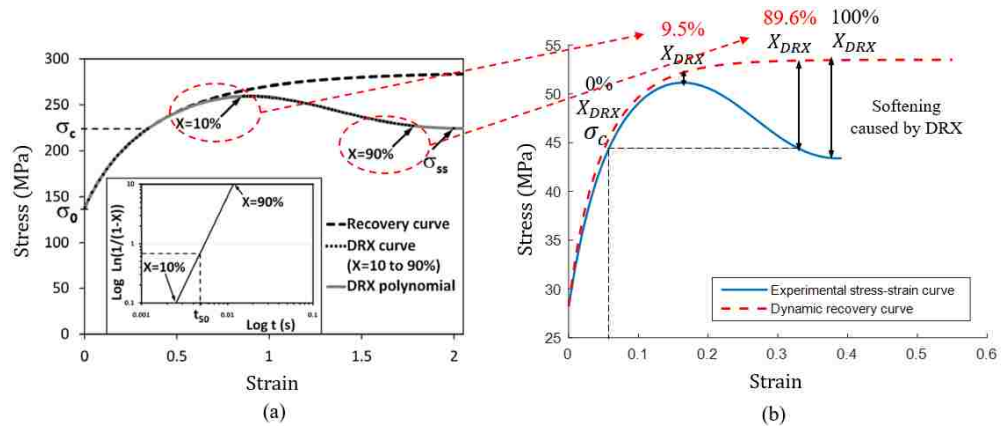 (a)
300
250
σc
200
150
σ0
100
50
0
Stress (MPa)
0
0.5
1
1.5
2
Strain
X=10%
X=90%
σss
10
1
0.1
Log Ln(1/(1-X))
X=90%
X=10%
0.001
t50
0.01
0.1
Log t (s)
Recovery curve
DRX curve
(X=10 to 90%)
DRX polynomial
(a)
(b)
9.5%
XDRX
89.6%
XDRX
100%
XDRX
0%
XDRX
σc
Softening
caused by DRX
55
50
45
40
35
30
25
Stress (MPa)
0
0.1
0.2
0.3
0.4
0.5
0.6
Strain
Experimental stress-strain curve
Dynamic recovery curve
(b)